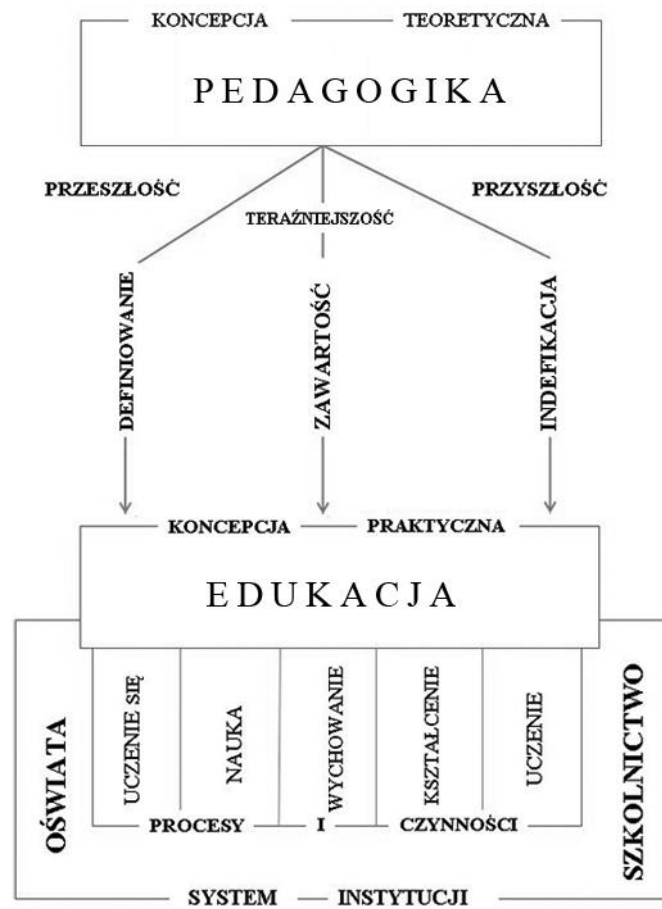 KONCEPCJA TEORETYCZNA
PEDAGOGIKA
PRZESZŁOŚĆ PRZYSZŁOŚĆ
TERAŹNIEJSZOŚĆ
DEFINIOWANIE
ZAWARTOŚĆ
INDEFIKACJA
KONCEPCJA PRAKTYCZNA
EDUKACJA
OŚWIATA
UCZENIE SIĘ
NAUKA
WYCHOWANIE
KSZTAŁCENIE
UCZENIE
SZKOLNICTWO
PROCESY I CZYNNOŚCI
SYSTEM INSTYTUCJI